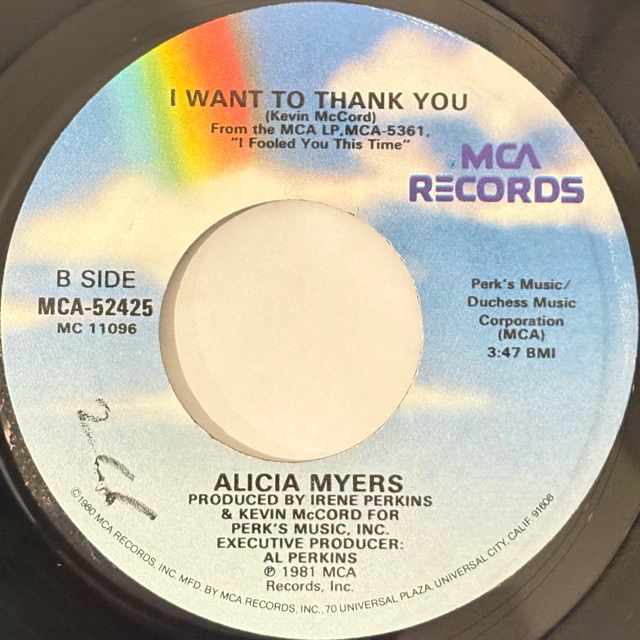 I WANT TO THANK YOU
(Kevin McCord)
From the MCA LP,MCA-5361,
"I Fooled You This Time"
MCA
RECORDS
B SIDE
MCA-52425
MC 11096
Perk's Music/
Duchess Music
Corporation
(MCA)
3:47 BMI
ALICIA MYERS
PRODUCED BY IRENE PERKINS
& KEVIN McCORD FOR
PERK'S MUSIC, INC.
EXECUTIVE PRODUCER:
AL PERKINS
℗ 1981 MCA
Records, Inc.
©1980 MCA RECORDS, INC. MFD. BY MCA RECORDS, INC., 70 UNIVERSAL PLAZA, UNIVERSAL CITY, CALIF. 91608